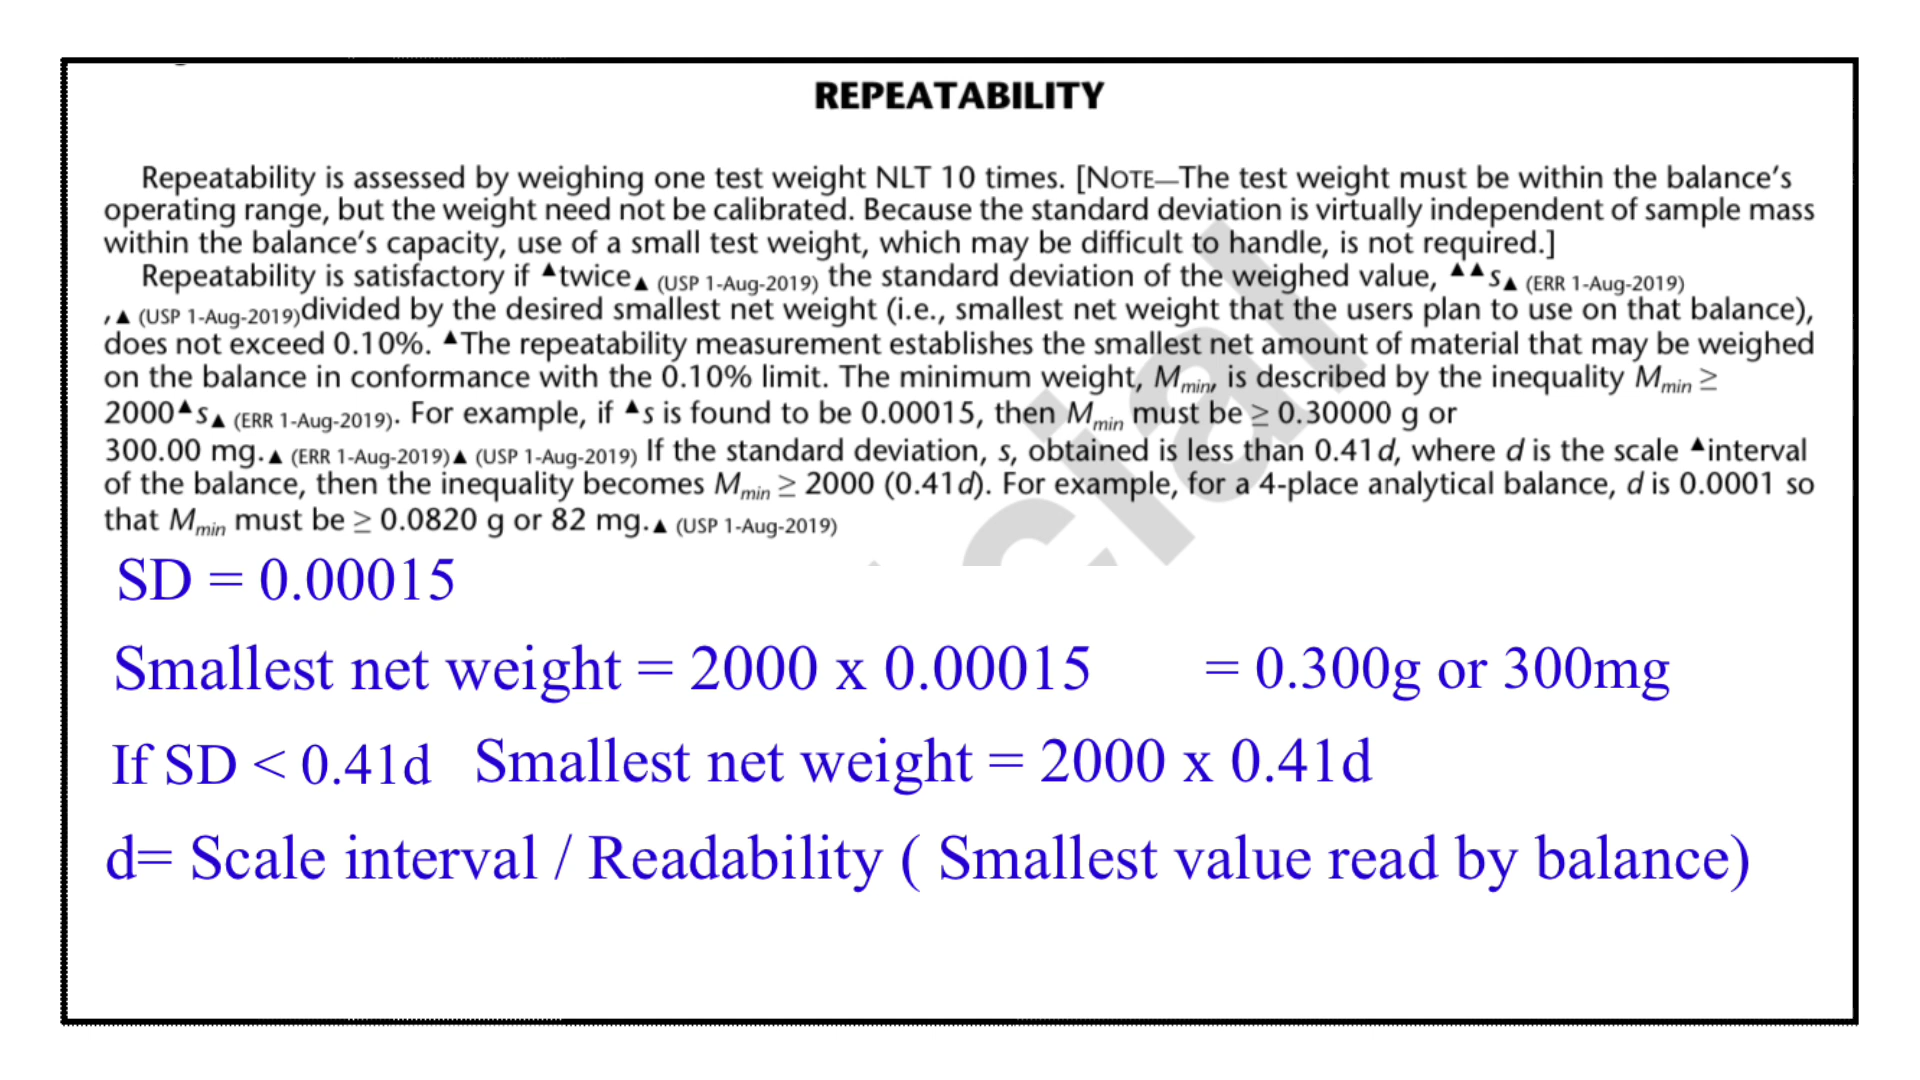 REPEATABILITY
Repeatability is assessed by weighing one test weight NLT 10 times. [NOTE—The test weight must be within the balance's
operating range, but the weight need not be calibrated. Because the standard deviation is virtually independent of sample mass
within the balance's capacity, use of a small test weight, which may be difficult to handle, is not required.]
Repeatability is satisfactory if ▲twice▲ (USP 1-Aug-2019) the standard deviation of the weighed value, ▲▲s▲ (ERR 1-Aug-2019)
,▲ (USP 1-Aug-2019)divided by the desired smallest net weight (i.e., smallest net weight that the users plan to use on that balance),
does not exceed 0.10%. ▲The repeatability measurement establishes the smallest net amount of material that may be weighed
on the balance in conformance with the 0.10% limit. The minimum weight, Mmin, is described by the inequality Mmin ≥
2000▲s▲ (ERR 1-Aug-2019). For example, if ▲s is found to be 0.00015, then Mmin must be ≥ 0.30000 g or
300.00 mg.▲ (ERR 1-Aug-2019)▲ (USP 1-Aug-2019) If the standard deviation, s, obtained is less than 0.41d, where d is the scale ▲interval
of the balance, then the inequality becomes Mmin ≥ 2000 (0.41d). For example, for a 4-place analytical balance, d is 0.0001 so
that Mmin must be ≥ 0.0820 g or 82 mg.▲ (USP 1-Aug-2019)
SD = 0.00015
Smallest net weight = 2000 x 0.00015 = 0.300g or 300mg
If SD < 0.41d Smallest net weight = 2000 x 0.41d
d= Scale interval / Readability ( Smallest value read by balance)